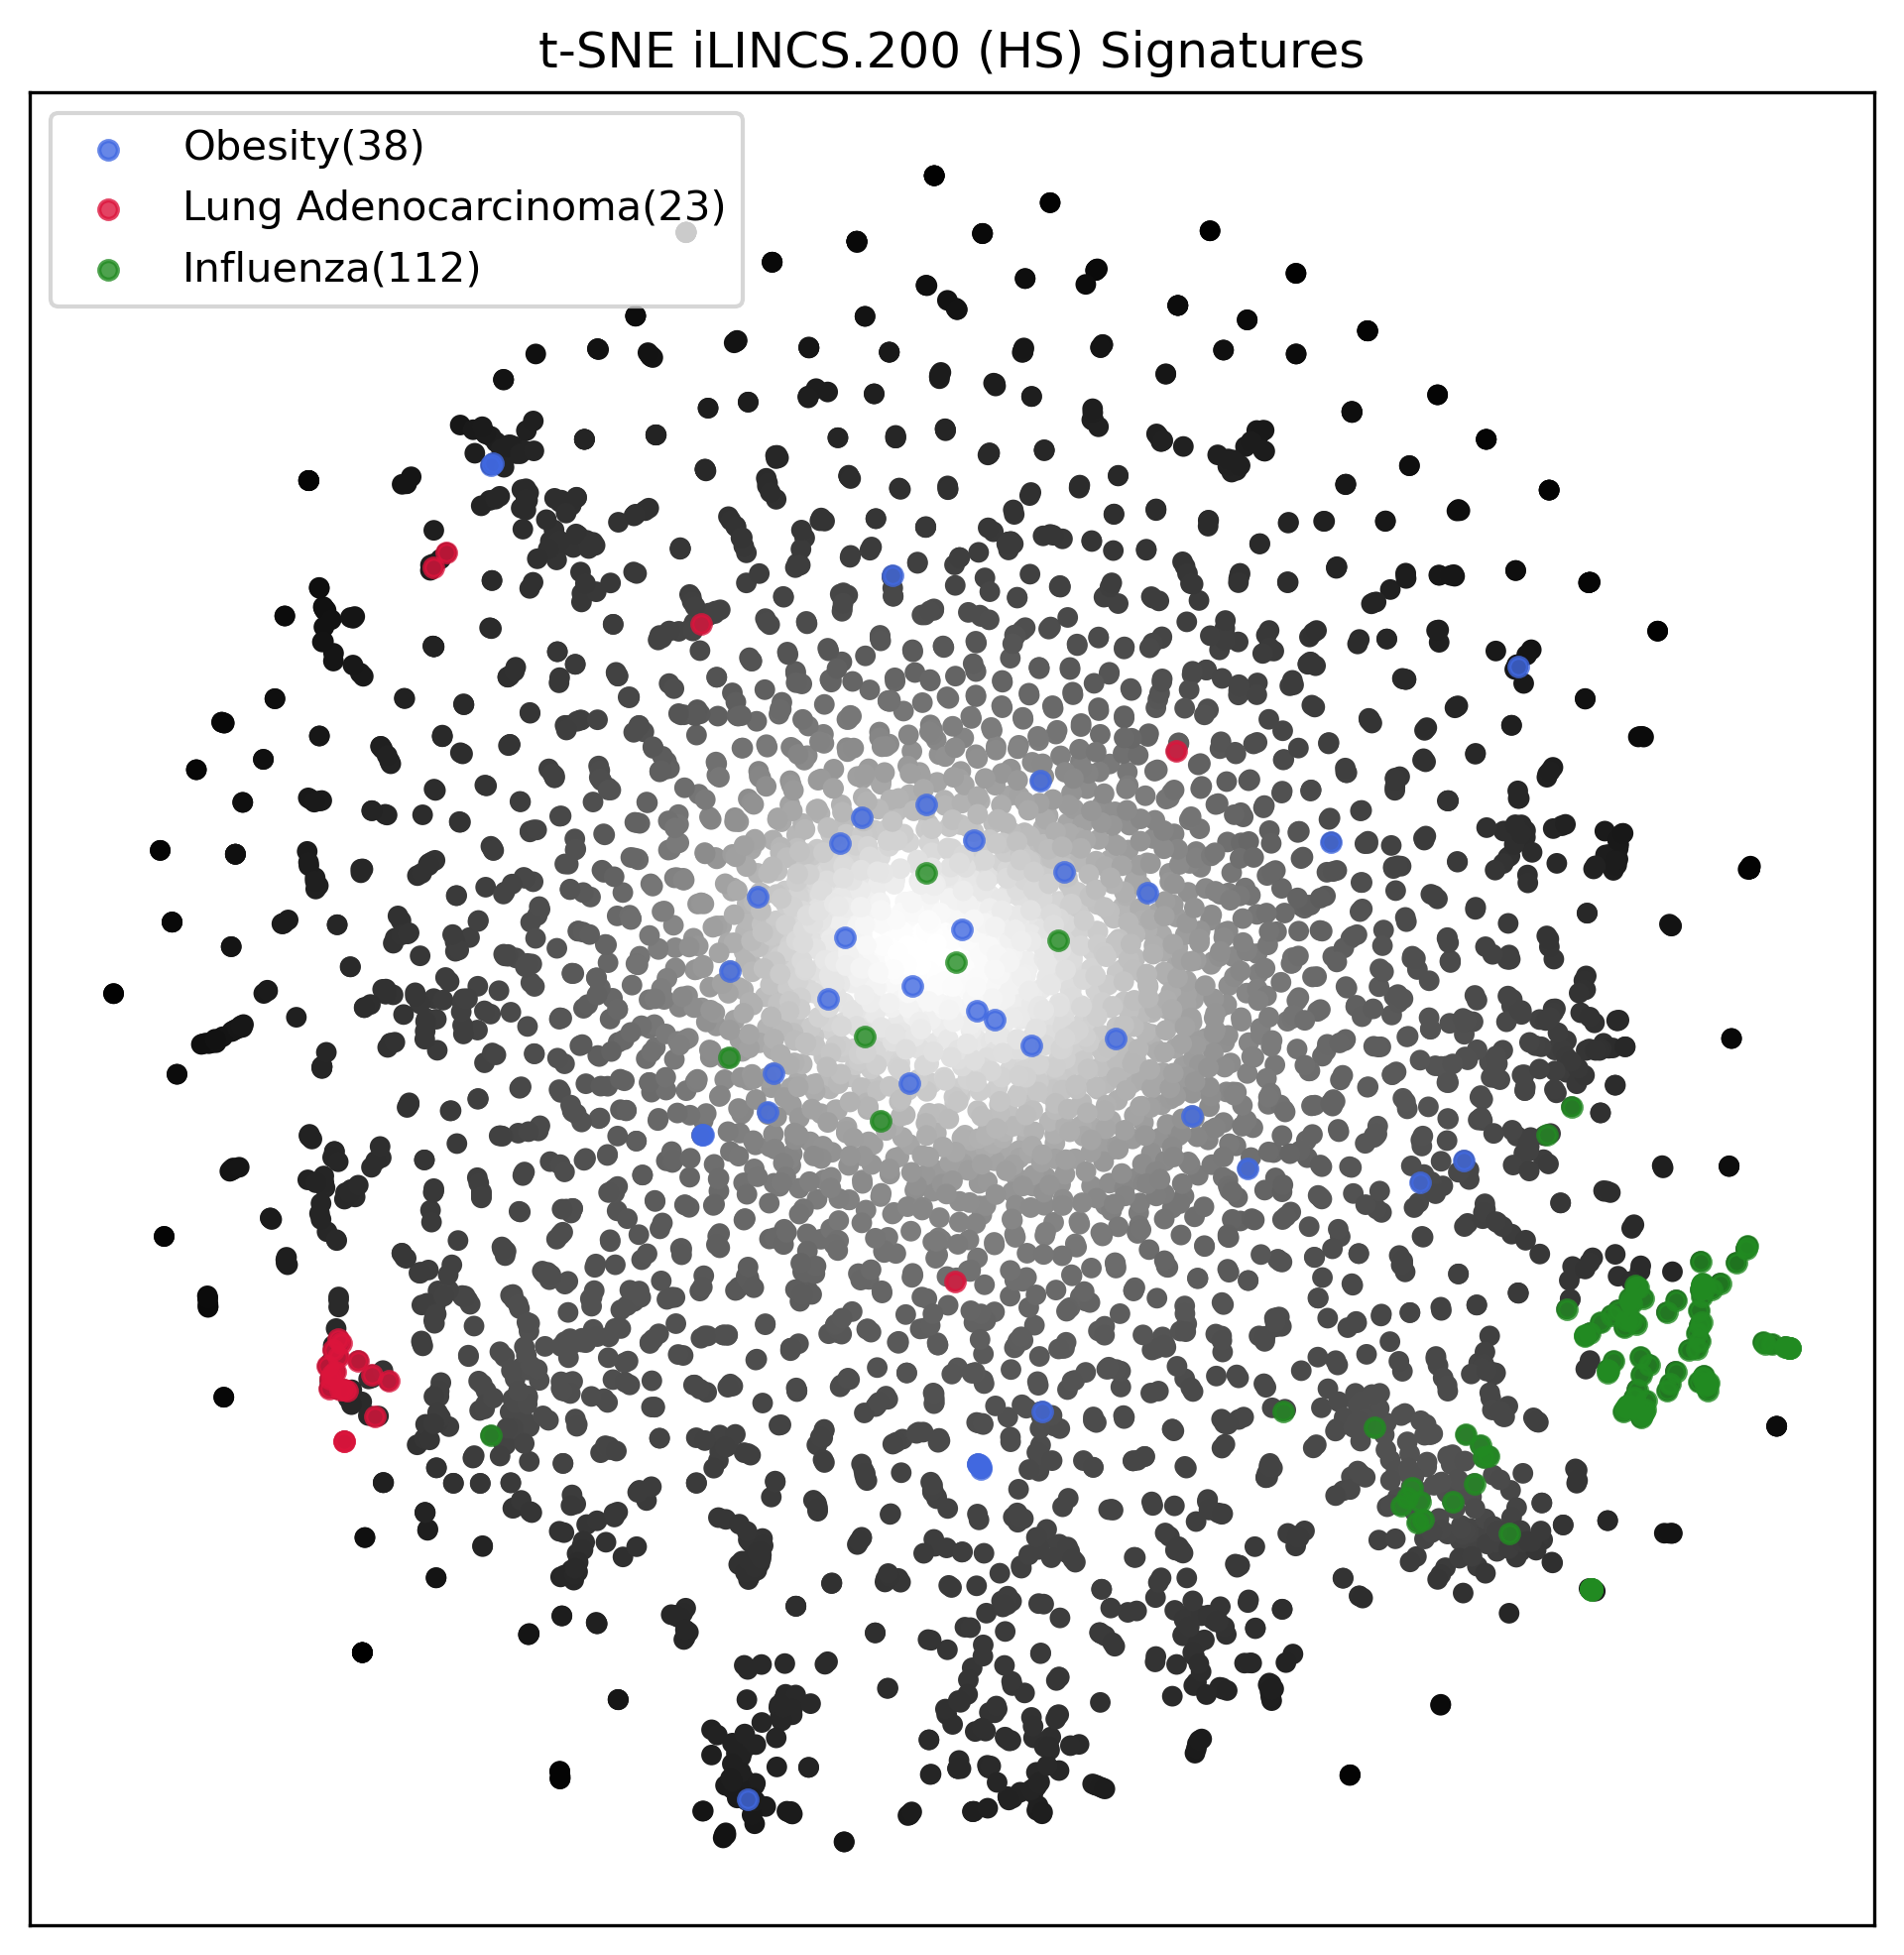 t-SNE iLINCS.200 (HS) Signatures
Obesity(38)
Lung Adenocarcinoma(23)
Influenza(112)